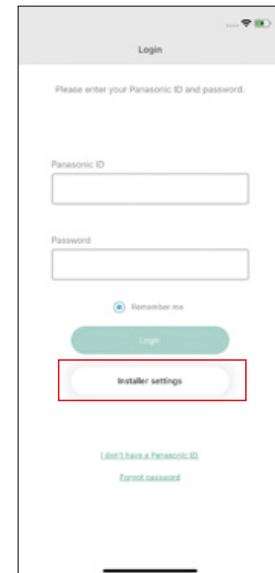 Login
Please enter your Panasonic ID and password.
Panasonic ID
Password
Remember me
Login
Installer settings
I don't have a Panasonic ID.
Forgot password